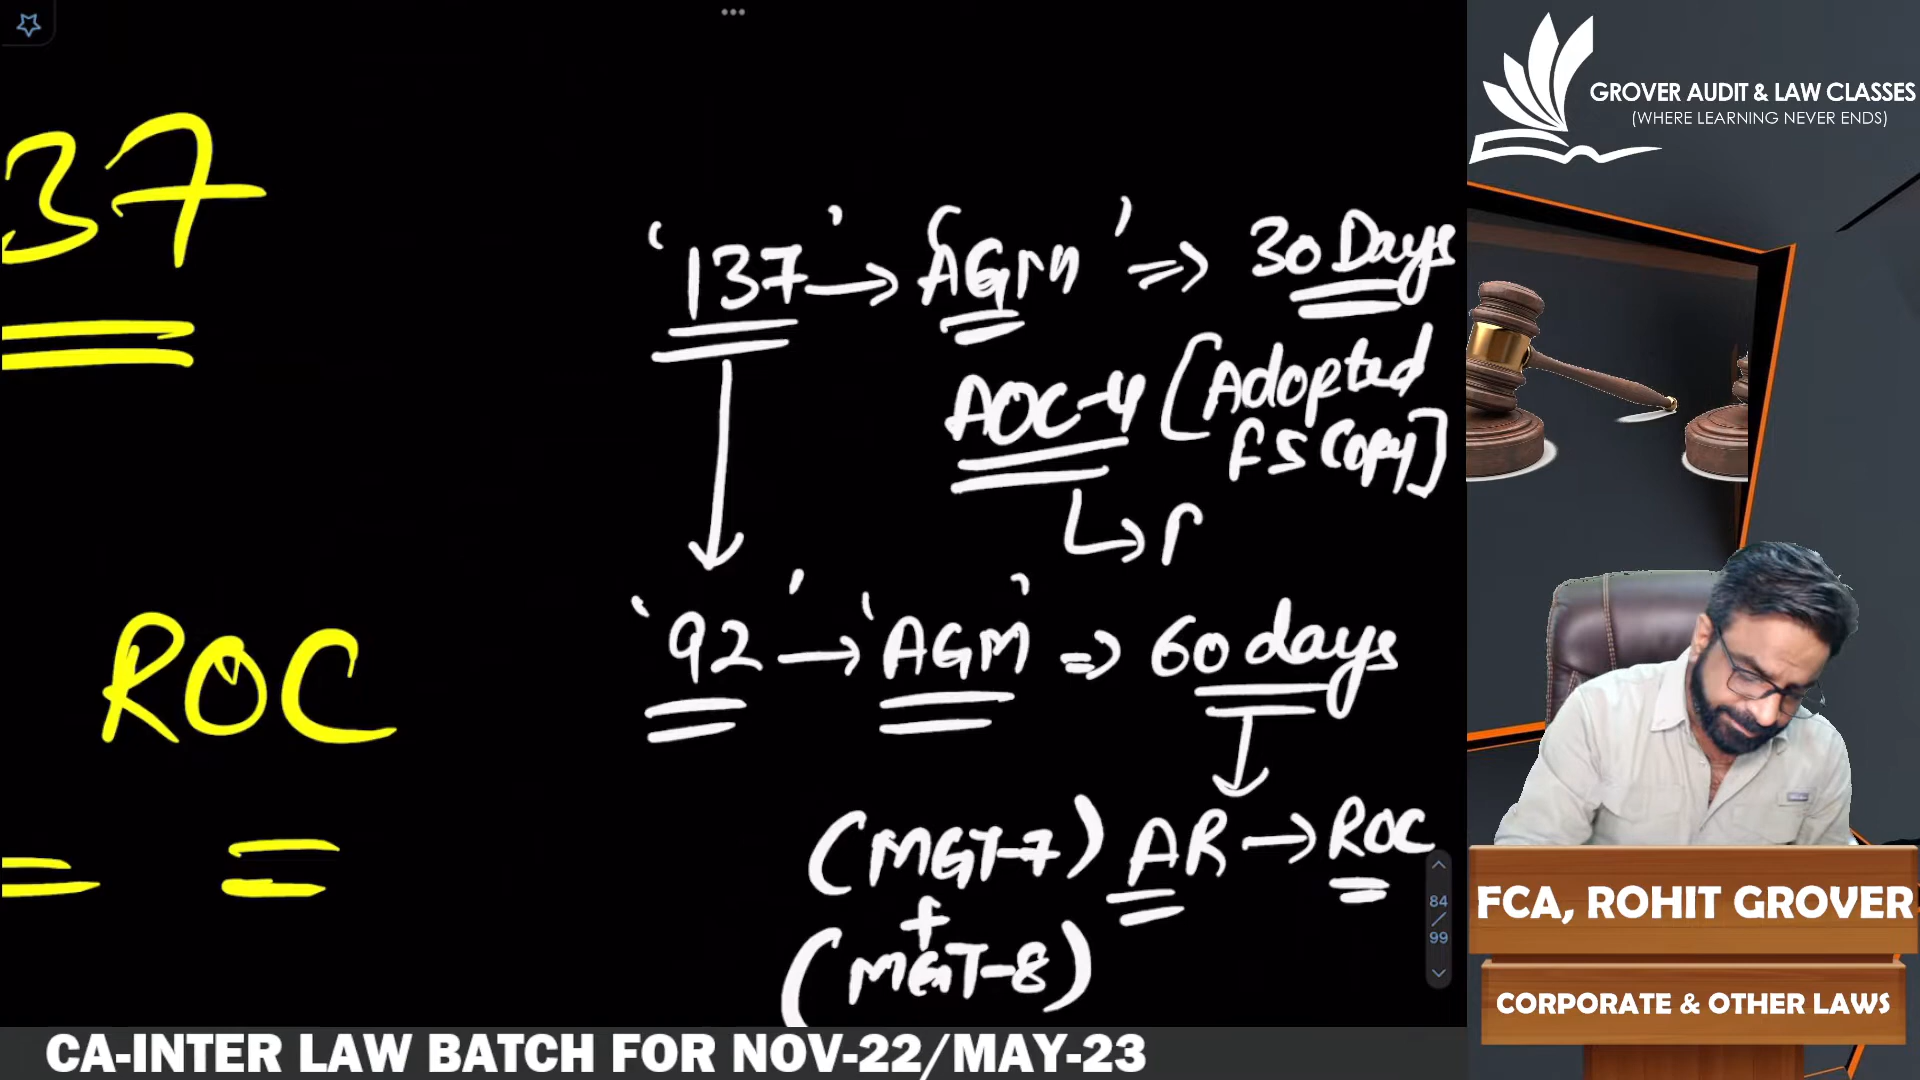 37
'137' → 'AGM' => 30 Days
AOC-4 [Adopted
FS Copy]
ROC
'92' → 'AGM' => 60 days
(MGT-7) AR → ROC
+
(MGT-8)
84
99
GROVER AUDIT & LAW CLASSES
(WHERE LEARNING NEVER ENDS)
FCA, ROHIT GROVER
CORPORATE & OTHER LAWS
CA-INTER LAW BATCH FOR NOV-22/MAY-23